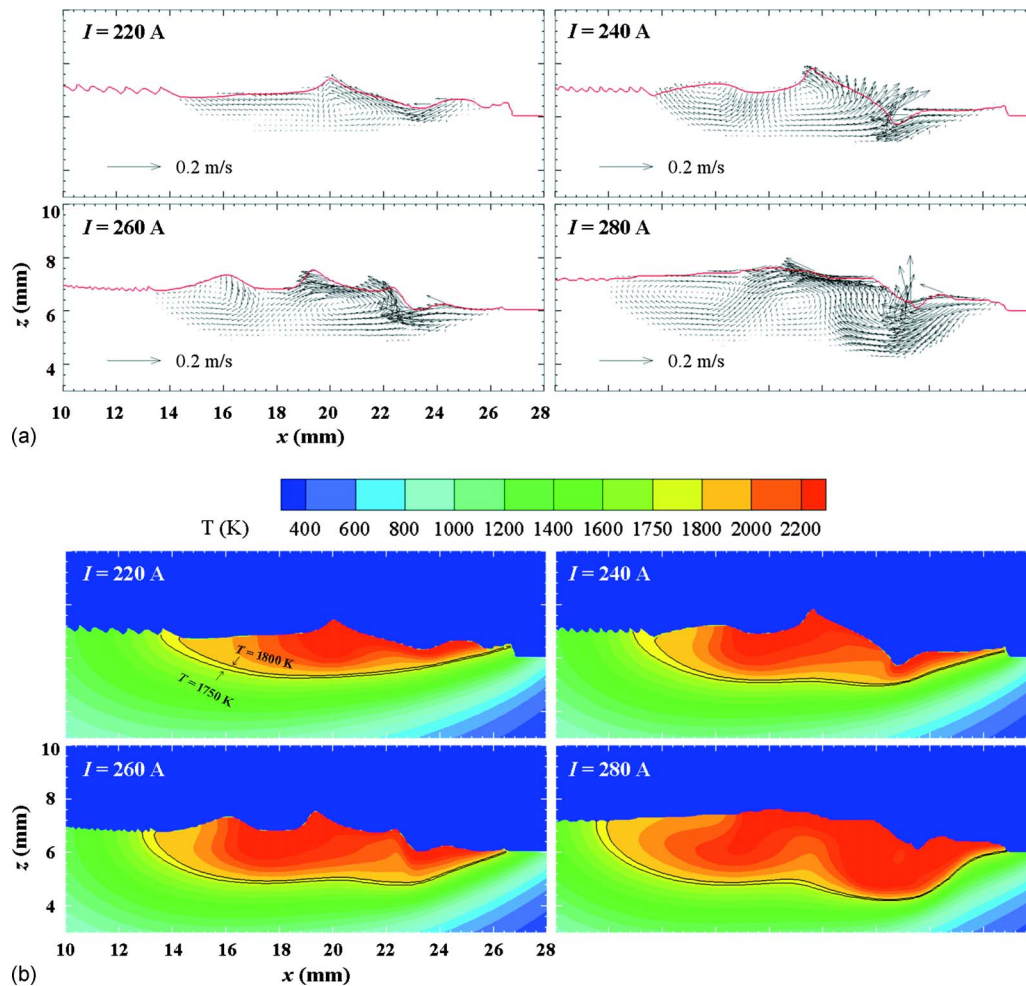 I = 220 A
I = 240 A
0.2 m/s
0.2 m/s
I = 260 A
I = 280 A
10
8
6
4
z (mm)
0.2 m/s
0.2 m/s
10 12 14 16 18 20 22 24 26 28
x (mm)
(a)
T (K) 400 600 800 1000 1200 1400 1600 1750 1800 2000 2200
I = 220 A
I = 240 A
T = 1800 K
T = 1750 K
I = 260 A
I = 280 A
10
8
6
4
z (mm)
10 12 14 16 18 20 22 24 26 28
x (mm)
(b)